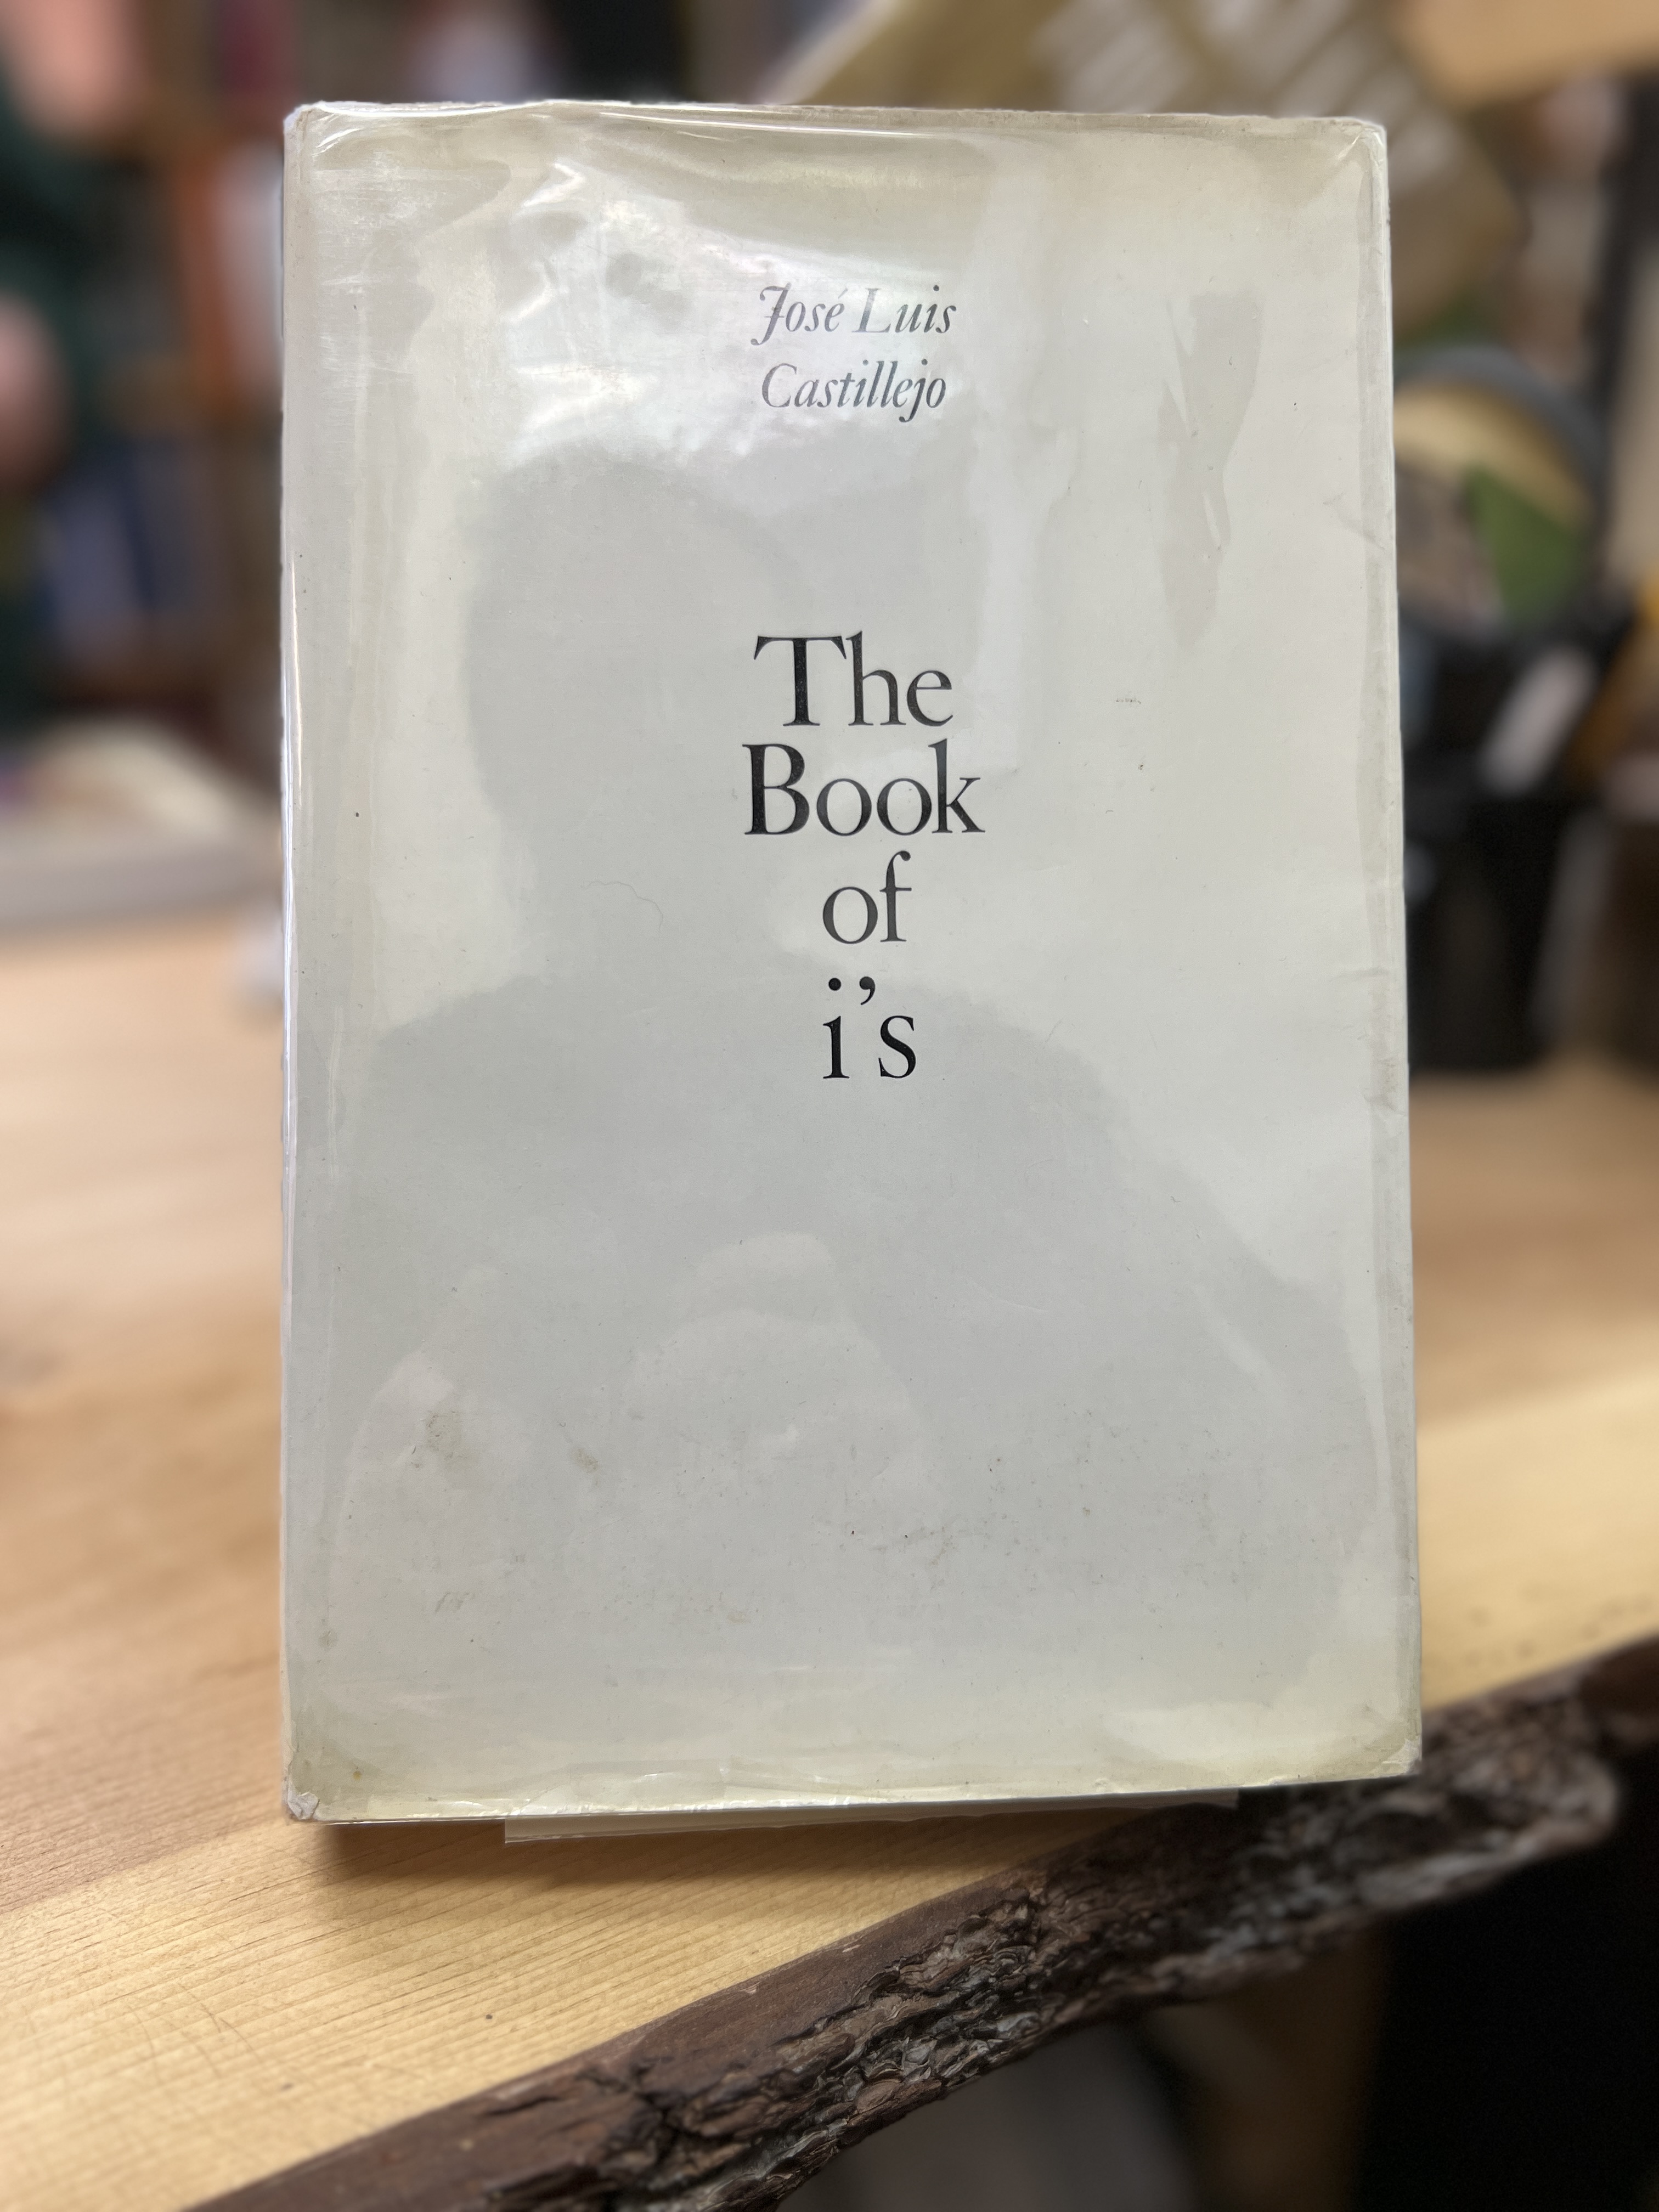 José Luis
Castillejo
The
Book
of
i's